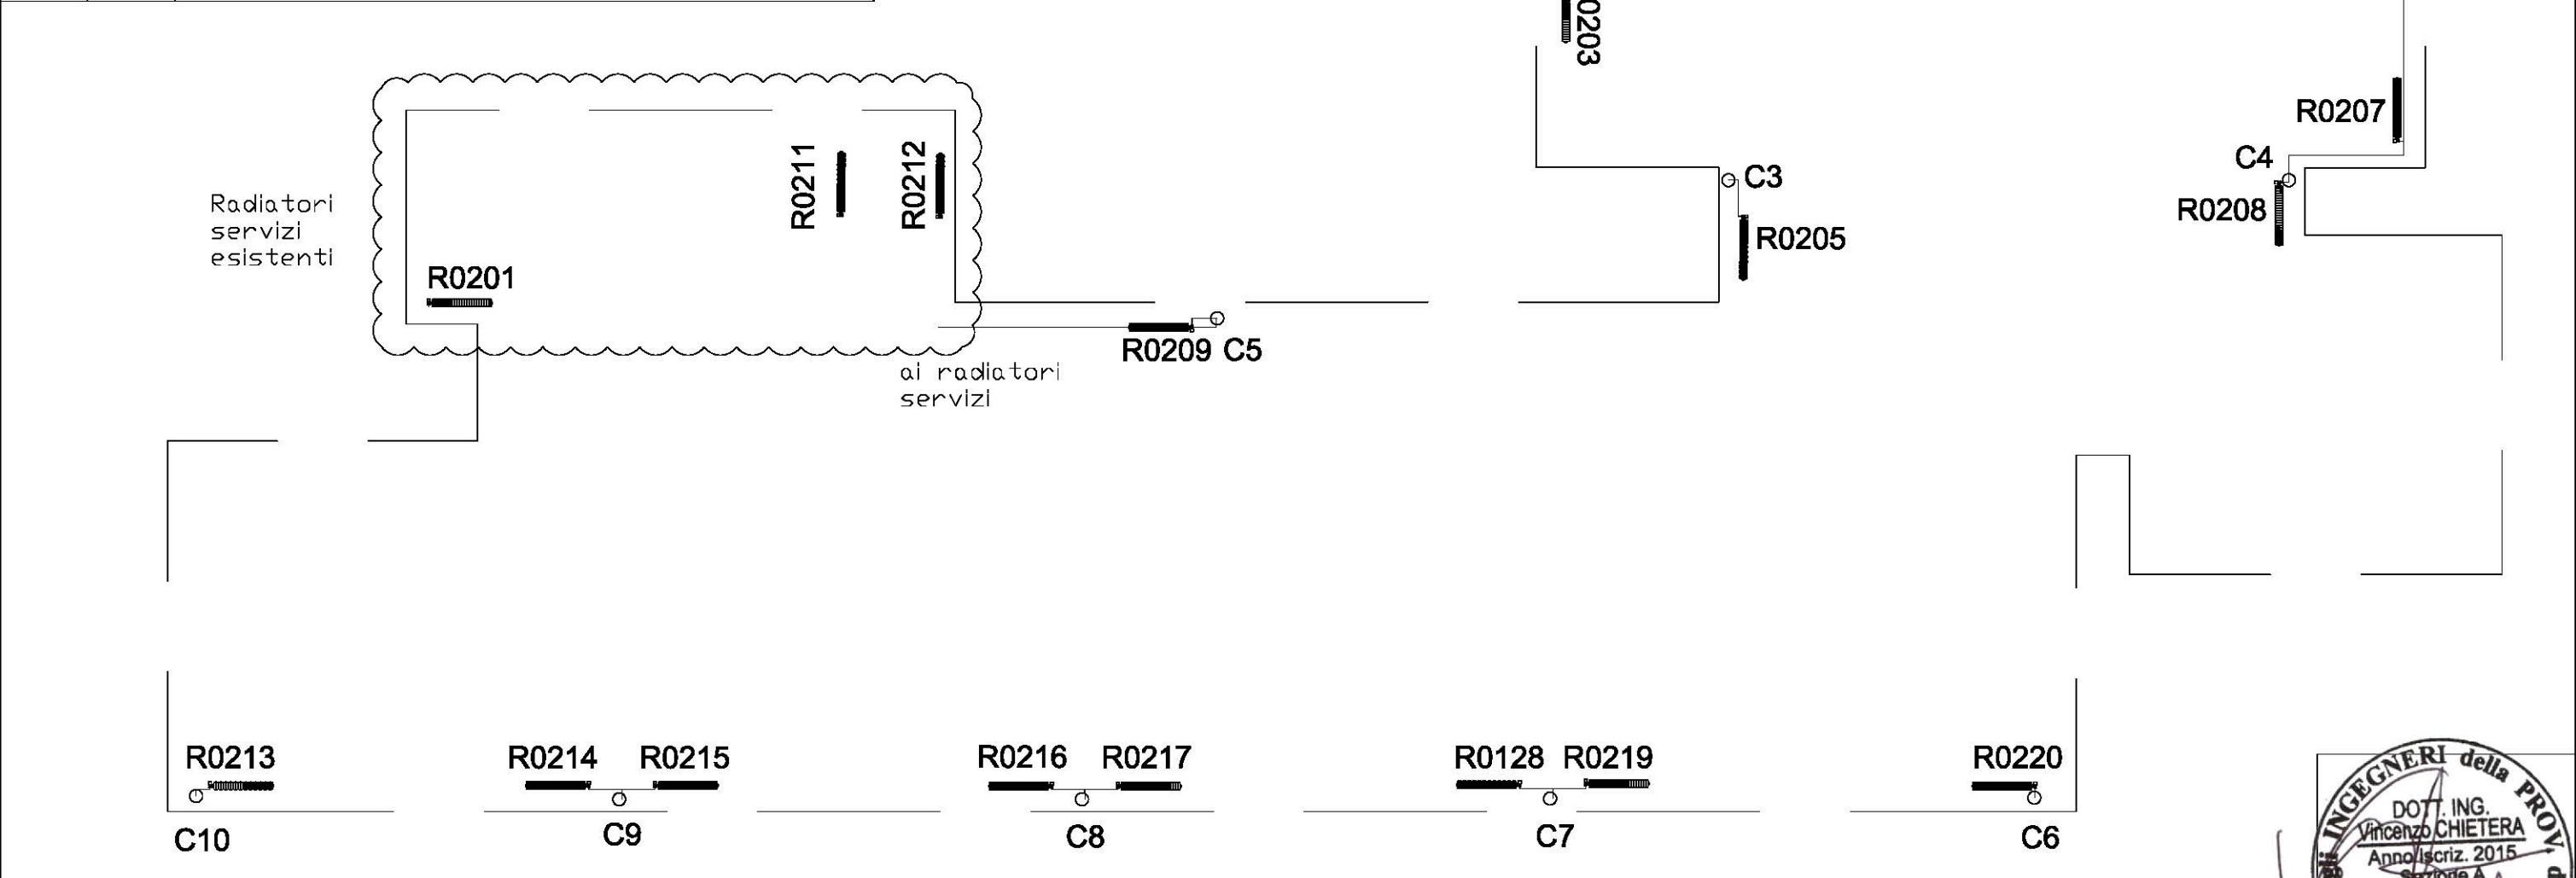 0203
R0207
C4
R0208
C3
R0205
R0211
R0212
Radiatori
servizi
esistenti
R0201
R0209 C5
ai radiatori
servizi
R0213
R0214
R0215
R0216
R0217
R0128
R0219
R0220
C10
C9
C8
C7
C6
INGEGNERI della PROV.
DOTT. ING.
Vincenzo CHIETERA
Anno Iscriz. 2015